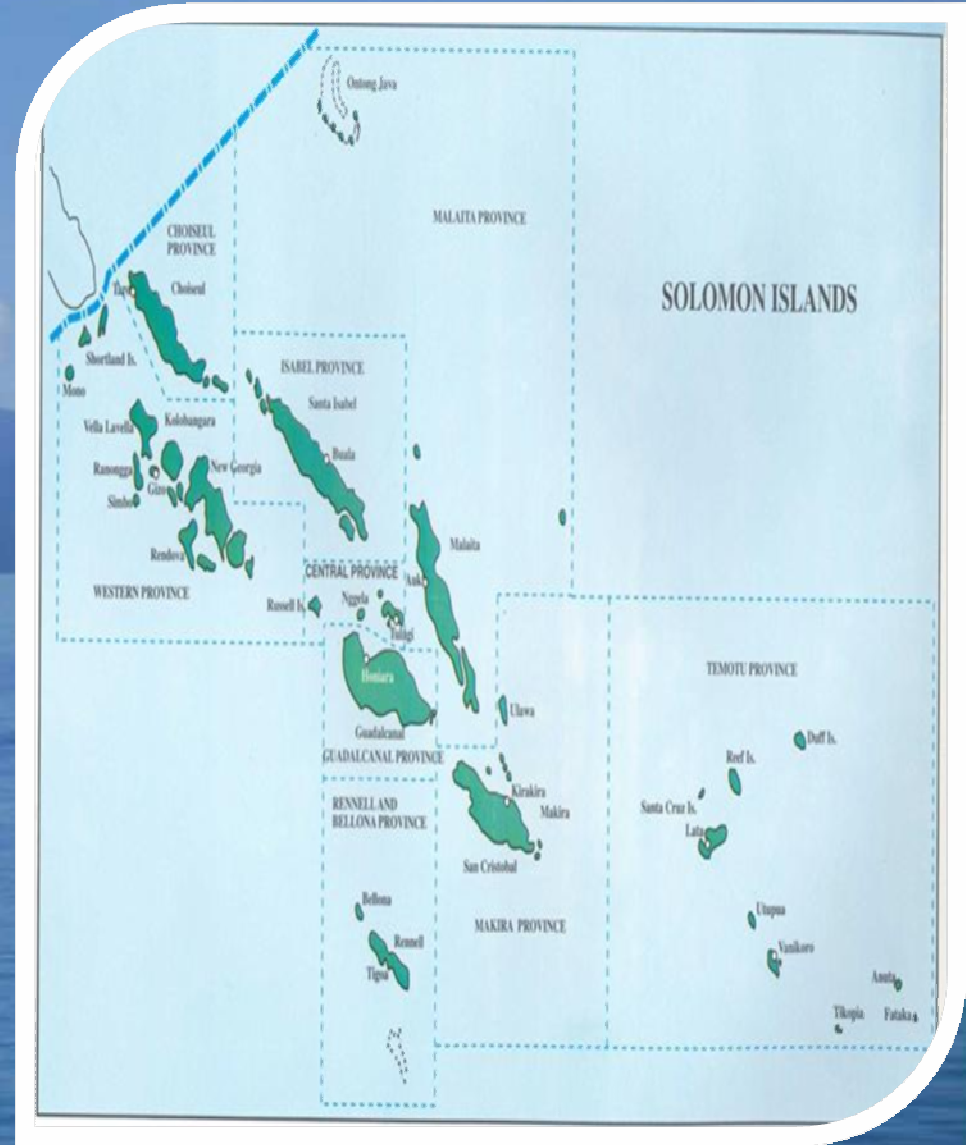 Ontong Java
MALAITA PROVINCE
CHOISEUL
PROVINCE
Choiseul
SOLOMON ISLANDS
Shortland Is.
Mono
ISABEL PROVINCE
Santa Isabel
Vella Lavella
Kolobangara
Buala
Ranongga
New Georgia
Gizo
Simbo
Malaita
Rendova
CENTRAL PROVINCE
Auki
WESTERN PROVINCE
Russell Is.
Nggela
Tulagi
TEMOTU PROVINCE
Honiara
Ulawa
Guadalcanal
Duff Is.
GUADALCANAL PROVINCE
Reef Is.
Kirakira
RENNELL AND
BELLONA PROVINCE
Santa Cruz Is.
Makira
Lata
San Cristobal
Bellona
Utupua
MAKIRA PROVINCE
Rennell
Vanikoro
Tigoa
Anuta
Tikopia
Fataka